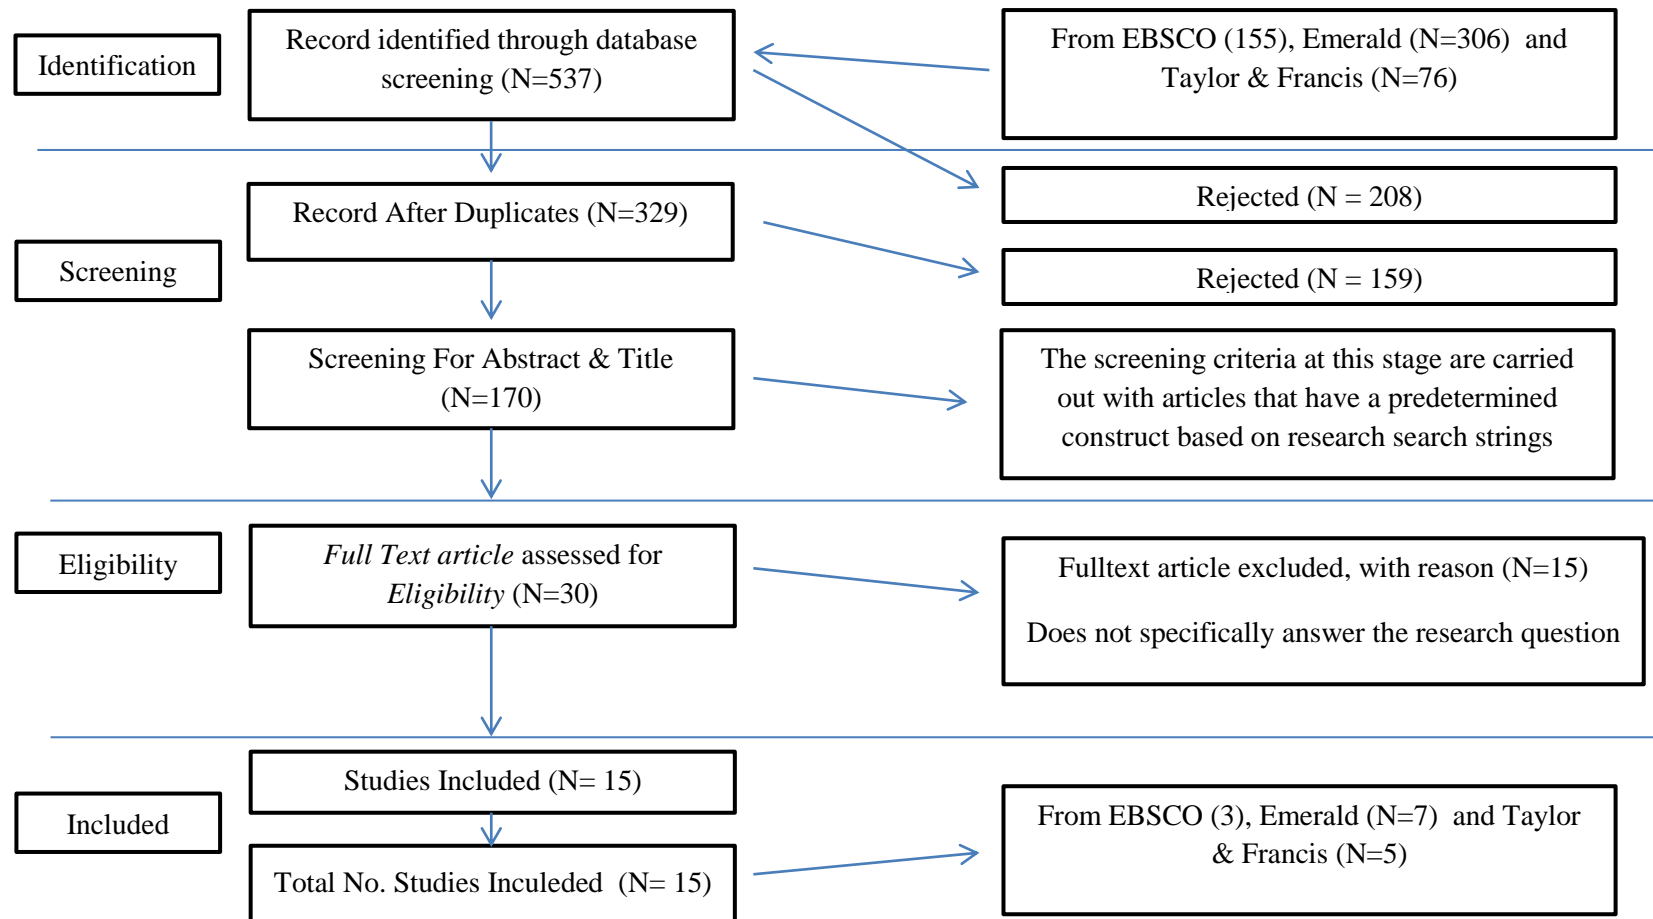 Identification
Record identified through database
screening (N=537)
From EBSCO (155), Emerald (N=306) and
Taylor & Francis (N=76)
Rejected (N = 208)
Record After Duplicates (N=329)
Screening
Rejected (N = 159)
Screening For Abstract & Title
(N=170)
The screening criteria at this stage are carried
out with articles that have a predetermined
construct based on research search strings
Eligibility
Full Text article assessed for
Eligibility (N=30)
Fulltext article excluded, with reason (N=15)
Does not specifically answer the research question
Included
Studies Included (N= 15)
Total No. Studies Inculeded (N= 15)
From EBSCO (3), Emerald (N=7) and Taylor
& Francis (N=5)